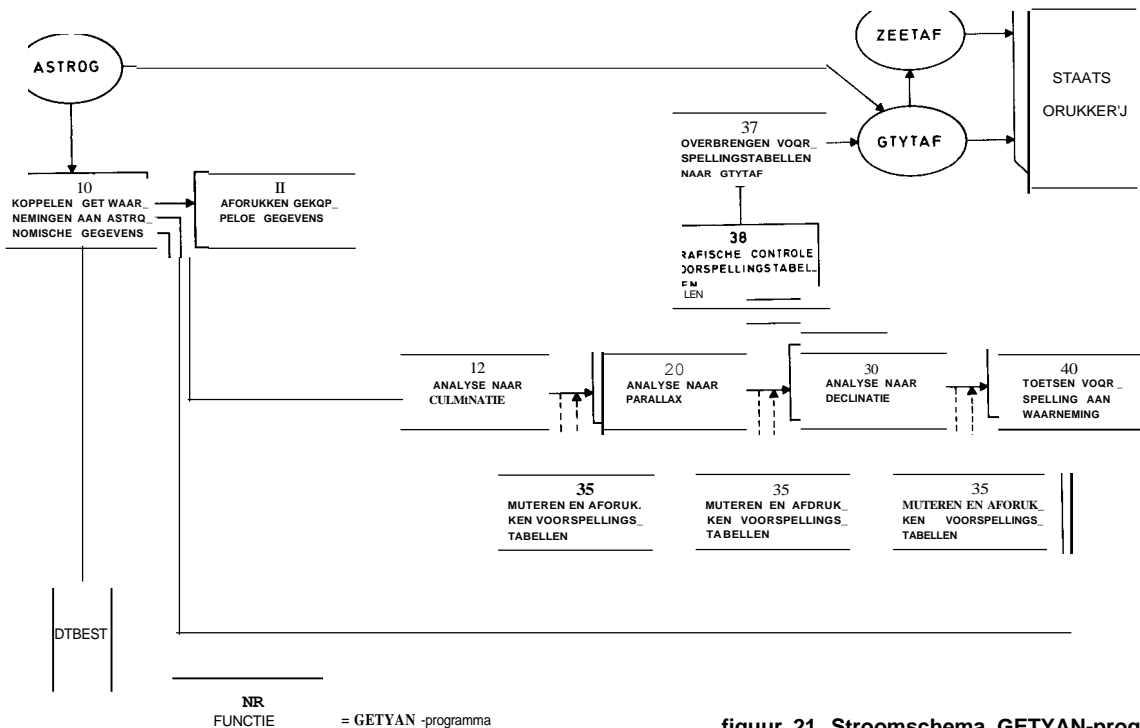 ASTROG
ZEETAF
STAATS
ORUKKER'J
GTYTAF
37
OVERBRENGEN VOQR_
SPELLINGSTABELLEN
NAAR GTYTAF
10
KOPPELEN GET WAAR_
NEMINGEN AAN ASTRQ_
NOMISCHE GEGEVENS
II
AFORUKKEN GEKQP_
PELOE GEGEVENS
38
RAFISCHE CONTROLE
OORSPELLINGSTABEL_
LEN
12
ANALYSE NAAR
CULMtNATIE
20
ANALYSE NAAR
PARALLAX
30
ANALYSE NAAR
DECLINATIE
40
TOETSEN VOQR_
SPELLING AAN
WAARNEMING
35
MUTEREN EN AFORUK.
KEN VOORSPELLINGS_
TABELLEN
35
MUTEREN EN AFDRUK_
KEN VOORSPELLINGS_
TABELLEN
35
MUTEREN EN AFORUK_
KEN VOORSPELLINGS_
TABELLEN
DTBEST
NR
FUNCTIE
= GETYAN -programma
figuur 21 Stroomschema GETYAN-prog